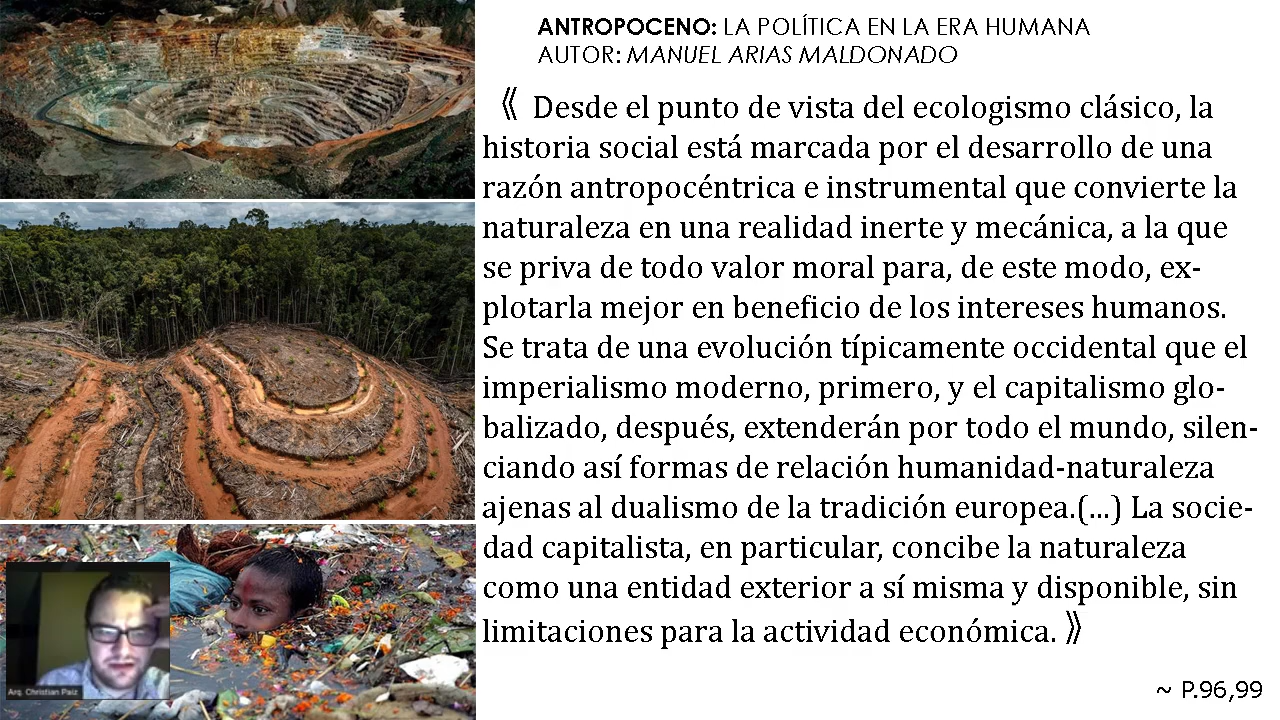 ANTROPOCENO: LA POLÍTICA EN LA ERA HUMANA
AUTOR: MANUEL ARIAS MALDONADO
⟪ Desde el punto de vista del ecologismo clásico, la
historia social está marcada por el desarrollo de una
razón antropocéntrica e instrumental que convierte la
naturaleza en una realidad inerte y mecánica, a la que
se priva de todo valor moral para, de este modo, ex-
plotarla mejor en beneficio de los intereses humanos.
Se trata de una evolución típicamente occidental que el
imperialismo moderno, primero, y el capitalismo glo-
balizado, después, extenderán por todo el mundo, silen-
ciando así formas de relación humanidad-naturaleza
ajenas al dualismo de la tradición europea.(...) La socie-
dad capitalista, en particular, concibe la naturaleza
como una entidad exterior a sí misma y disponible, sin
limitaciones para la actividad económica. ⟫
~ P.96,99
Arq. Christian Paiz